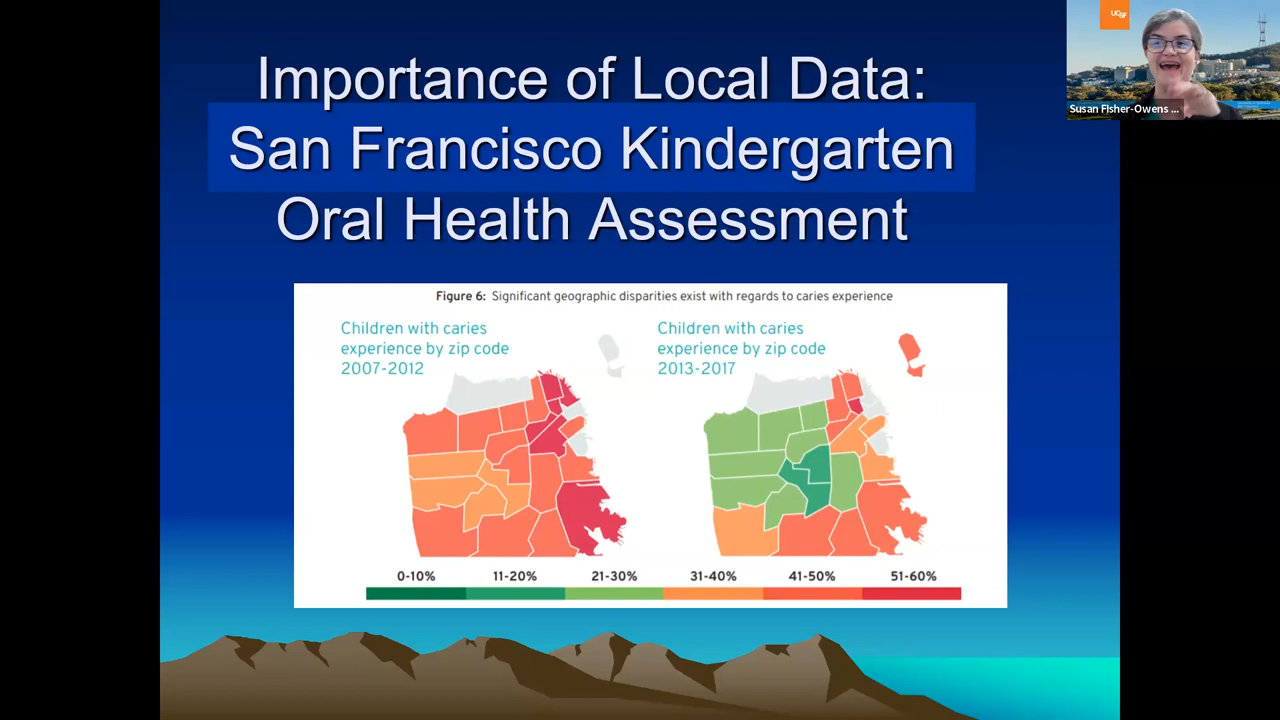 Importance of Local Data:
San Francisco Kindergarten
Oral Health Assessment
UCSF
Susan FIsher-Owens ...
Figure 6: Significant geographic disparities exist with regards to caries experience
Children with caries
experience by zip code
2007-2012
Children with caries
experience by zip code
2013-2017
0-10% 11-20% 21-30% 31-40% 41-50% 51-60%